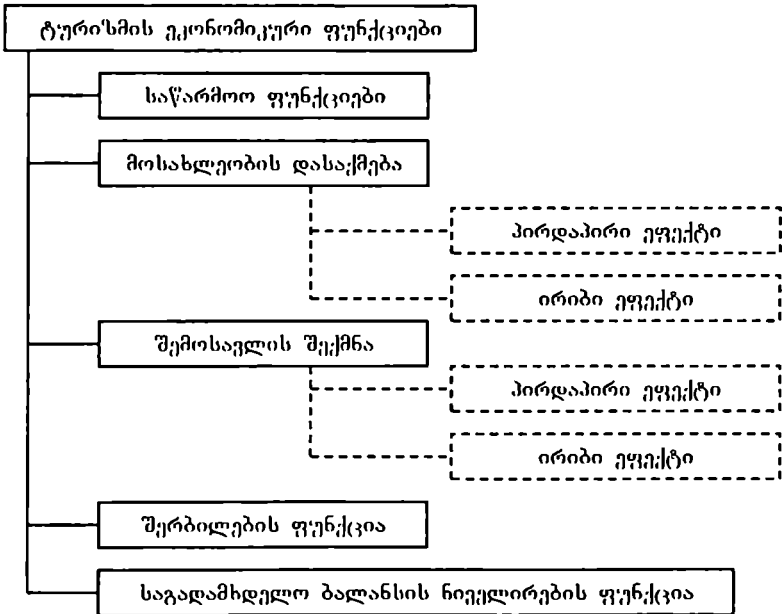 ტურიზმის ეკონომიკური ფუნქციები
საწარმოო ფუნქციები
მოსახლეობის დასაქმება
პირდაპირი ეფექტი
ირიბი ეფექტი
შემოსავლის შექმნა
პირდაპირი ეფექტი
ირიბი ეფექტი
შერბილების ფუნქცია
საგადამხდელო ბალანსის ნიველირების ფუნქცია